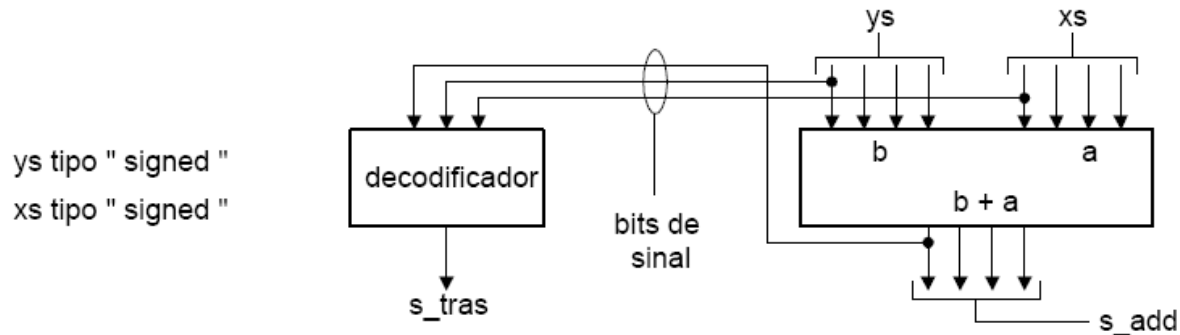 ys
xs
ys tipo " signed "
xs tipo " signed "
decodificador
b
a
b + a
bits de
sinal
s_tras
s_add